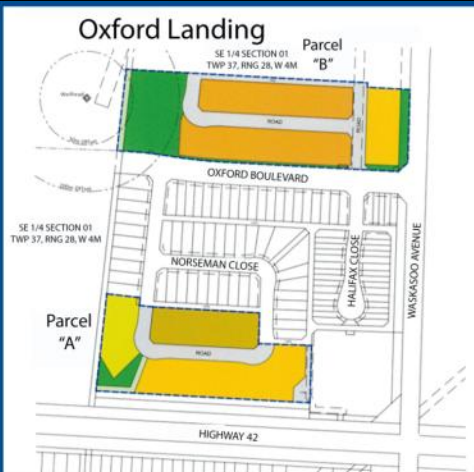 Oxford Landing
SE 1/4 SECTION 01
TWP 37, RNG 28, W 4M
Parcel
"B"
ROAD
ROAD
OXFORD BOULEVARD
SE 1/4 SECTION 01
TWP 37, RNG 28, W 4M
NORSEMAN CLOSE
HALIFAX CLOSE
WASKASOO AVENUE
Parcel
"A"
ROAD
HIGHWAY 42